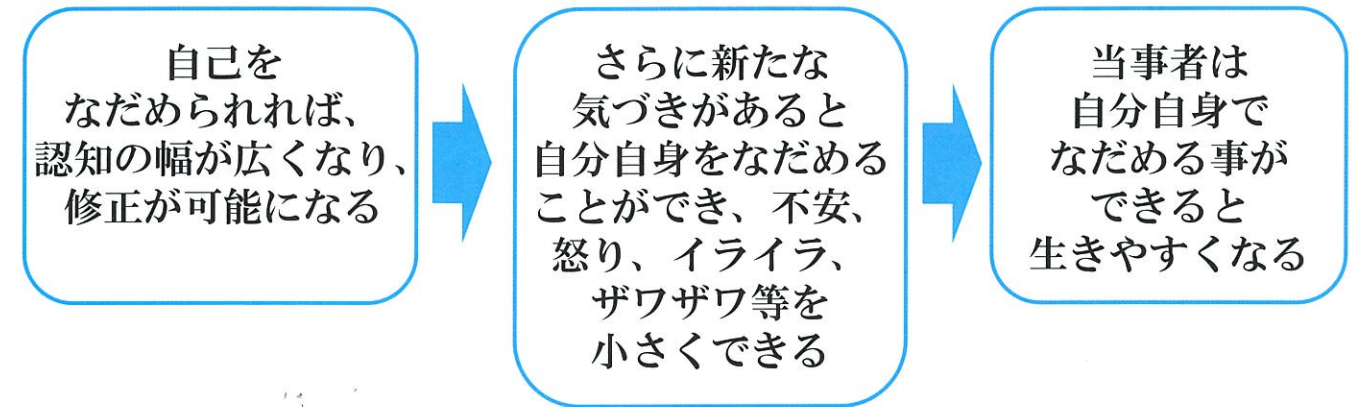 自己を
なだめられれば、
認知の幅が広くなり、
修正が可能になる
さらに新たな
気づきがあると
自分自身をなだめる
ことができ、不安、
怒り、イライラ、
ザワザワ等を
小さくできる
当事者は
自分自身で
なだめる事が
できると
生きやすくなる